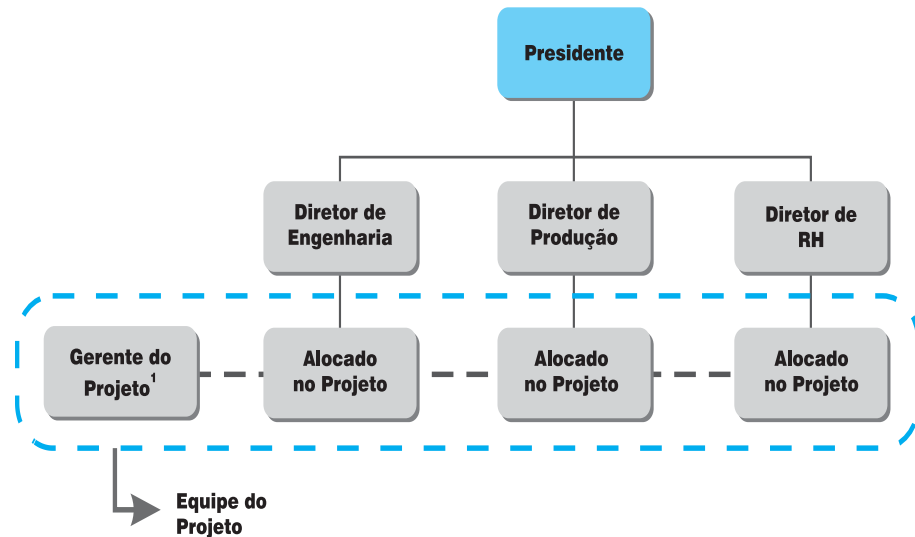 Presidente
Diretor de
Engenharia
Diretor de
Produção
Diretor de
RH
Gerente do
Projeto¹
Alocado
no Projeto
Alocado
no Projeto
Alocado
no Projeto
Equipe do
Projeto